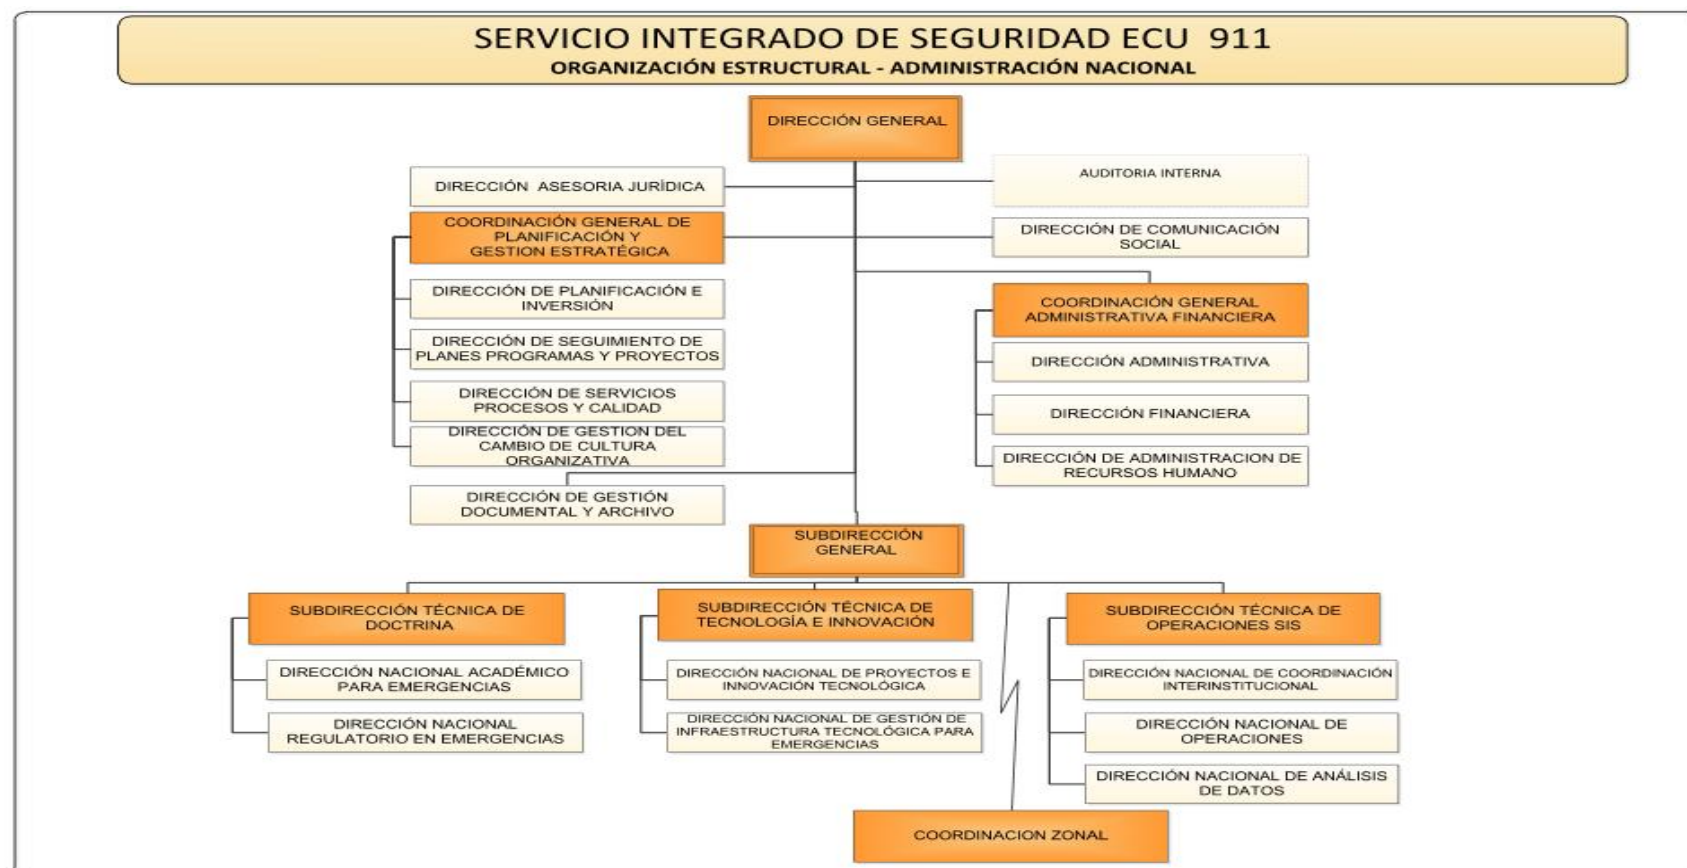 SERVICIO INTEGRADO DE SEGURIDAD ECU 911
ORGANIZACIÓN ESTRUCTURAL - ADMINISTRACIÓN NACIONAL
DIRECCIÓN GENERAL
DIRECCIÓN ASESORIA JURÍDICA
AUDITORIA INTERNA
COORDINACIÓN GENERAL DE
PLANIFICACIÓN Y
GESTION ESTRATÉGICA
DIRECCIÓN DE COMUNICACIÓN
SOCIAL
DIRECCIÓN DE PLANIFICACIÓN E
INVERSIÓN
DIRECCIÓN DE SEGUIMIENTO DE
PLANES PROGRAMAS Y PROYECTOS
DIRECCIÓN DE SERVICIOS
PROCESOS Y CALIDAD
DIRECCIÓN DE GESTION DEL
CAMBIO DE CULTURA
ORGANIZATIVA
COORDINACIÓN GENERAL
ADMINISTRATIVA FINANCIERA
DIRECCIÓN ADMINISTRATIVA
DIRECCIÓN FINANCIERA
DIRECCIÓN DE ADMINISTRACION DE
RECURSOS HUMANO
DIRECCIÓN DE GESTIÓN
DOCUMENTAL Y ARCHIVO
SUBDIRECCIÓN
GENERAL
SUBDIRECCIÓN TÉCNICA DE
DOCTRINA
DIRECCIÓN NACIONAL ACADÉMICO
PARA EMERGENCIAS
DIRECCIÓN NACIONAL
REGULATORIO EN EMERGENCIAS
SUBDIRECCIÓN TÉCNICA DE
TECNOLOGÍA E INNOVACIÓN
DIRECCIÓN NACIONAL DE PROYECTOS E
INNOVACIÓN TECNOLÓGICA
DIRECCIÓN NACIONAL DE GESTIÓN DE
INFRAESTRUCTURA TECNOLÓGICA PARA
EMERGENCIAS
SUBDIRECCIÓN TÉCNICA DE
OPERACIONES SIS
DIRECCIÓN NACIONAL DE COORDINACIÓN
INTERINSTITUCIONAL
DIRECCIÓN NACIONAL DE
OPERACIONES
DIRECCIÓN NACIONAL DE ANÁLISIS
DE DATOS
COORDINACION ZONAL